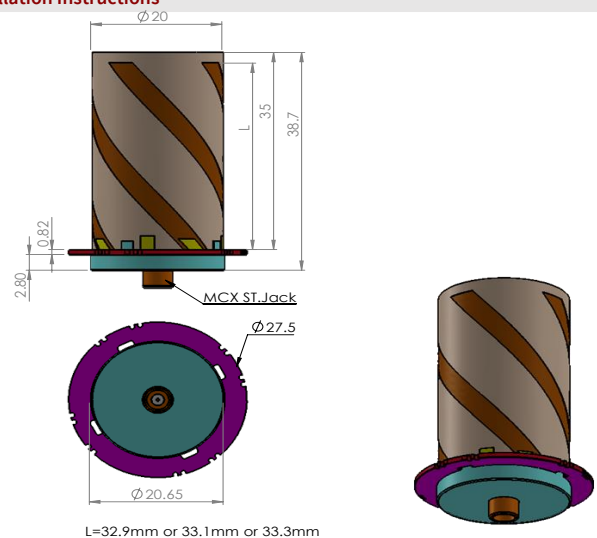 llation Instructions
Ø20
L
35
38.7
0.82
2.80
MCX ST.Jack
Ø27.5
Ø20.65
L=32.9mm or 33.1mm or 33.3mm